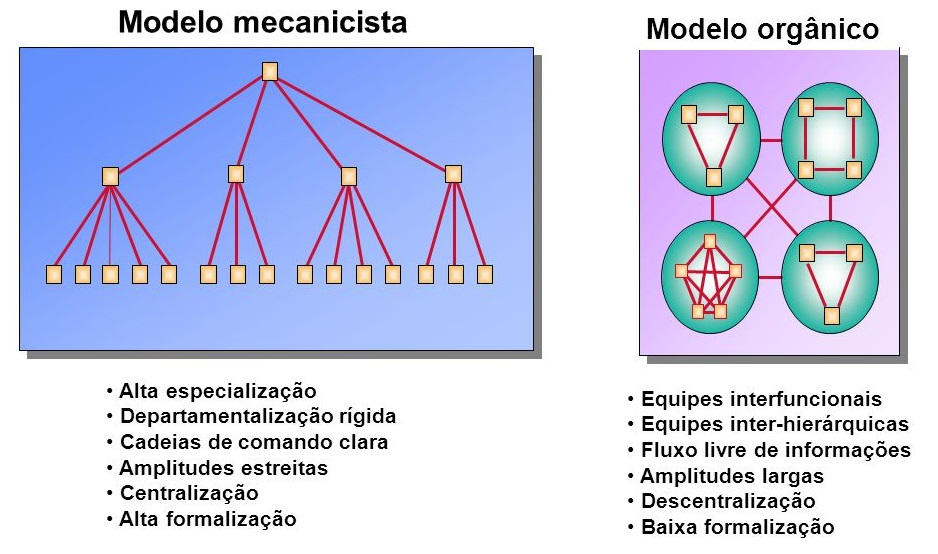 Modelo mecanicista
• Alta especialização
• Departamentalização rígida
• Cadeias de comando clara
• Amplitudes estreitas
• Centralização
• Alta formalização
Modelo orgânico
• Equipes interfuncionais
• Equipes inter-hierárquicas
• Fluxo livre de informações
• Amplitudes largas
• Descentralização
• Baixa formalização